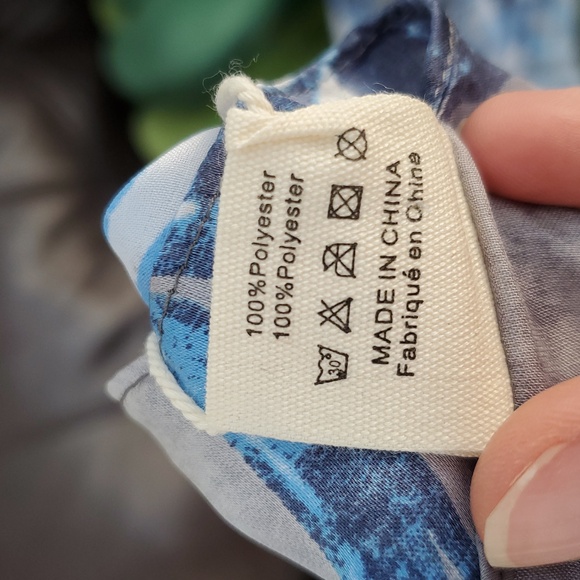 100%Polyester
100%Polyester
30
MADE IN CHINA
Fabriqué en Chine